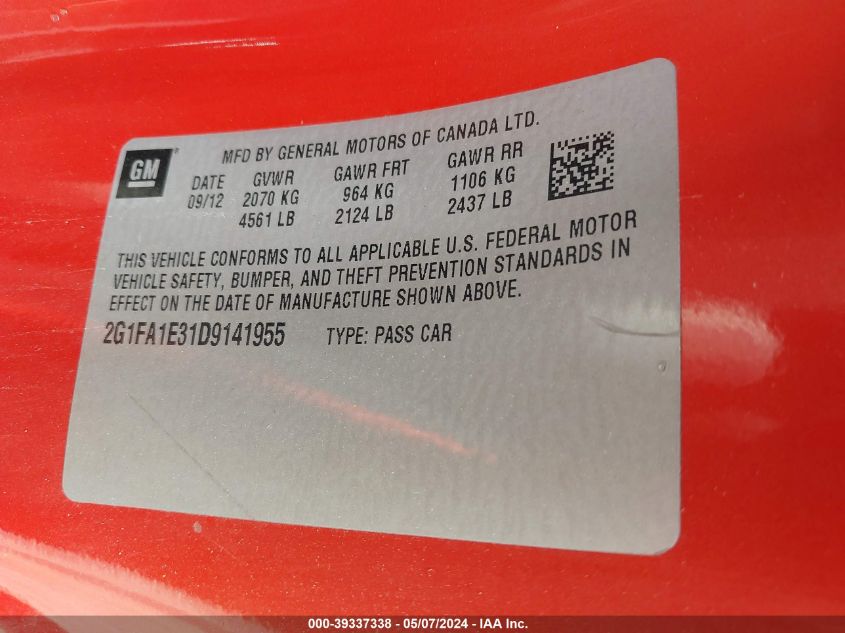 GM
MFD BY GENERAL MOTORS OF CANADA LTD.
DATE GVWR GAWR FRT GAWR RR
09/12 2070 KG 964 KG 1106 KG
4561 LB 2124 LB 2437 LB
THIS VEHICLE CONFORMS TO ALL APPLICABLE U.S. FEDERAL MOTOR
VEHICLE SAFETY, BUMPER, AND THEFT PREVENTION STANDARDS IN
EFFECT ON THE DATE OF MANUFACTURE SHOWN ABOVE.
2G1FA1E31D9141955 TYPE: PASS CAR
000-39337338 - 05/07/2024 - IAA Inc.